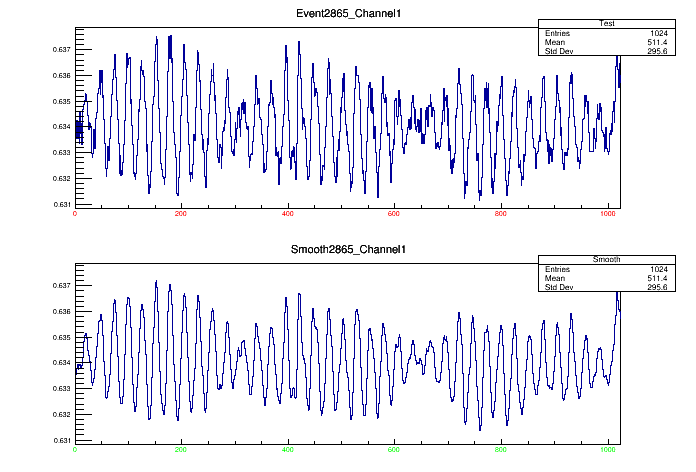 Event2865_Channel1
Test
Entries 1024
Mean 511.4
Std Dev 295.6
0.637
0.636
0.635
0.634
0.633
0.632
0.631
0 200 400 600 800 1000
Smooth2865_Channel1
Smooth
Entries 1024
Mean 511.4
Std Dev 295.6
0.637
0.636
0.635
0.634
0.633
0.632
0.631
0 200 400 600 800 1000